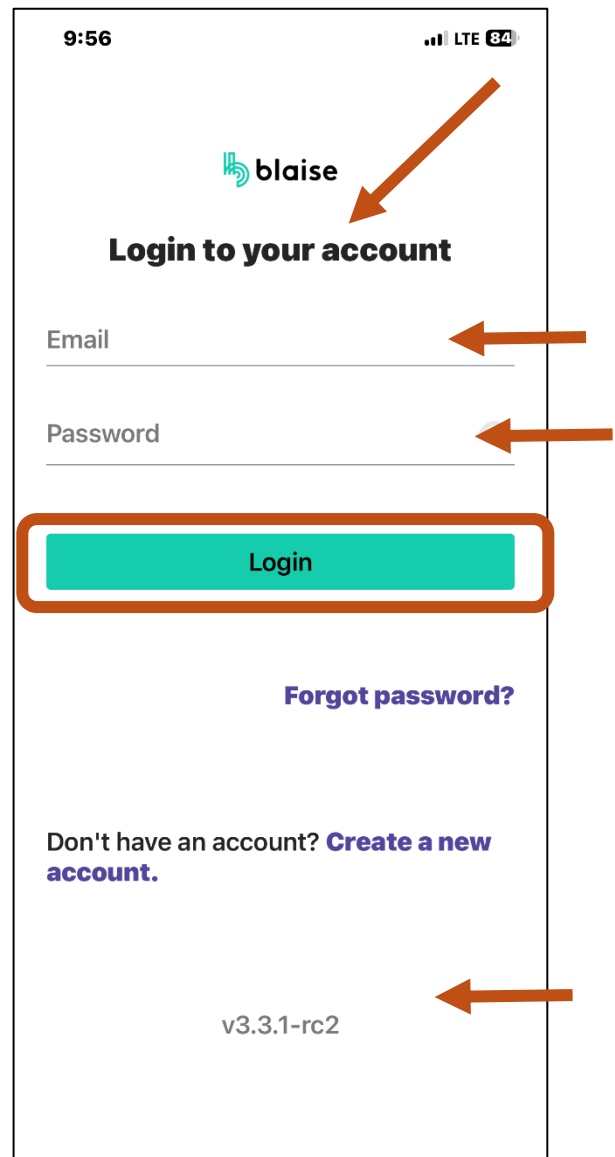 9:56 LTE 84
blaise
Login to your account
Email
Password
Login
Forgot password?
Don't have an account? Create a new
account.
v3.3.1-rc2